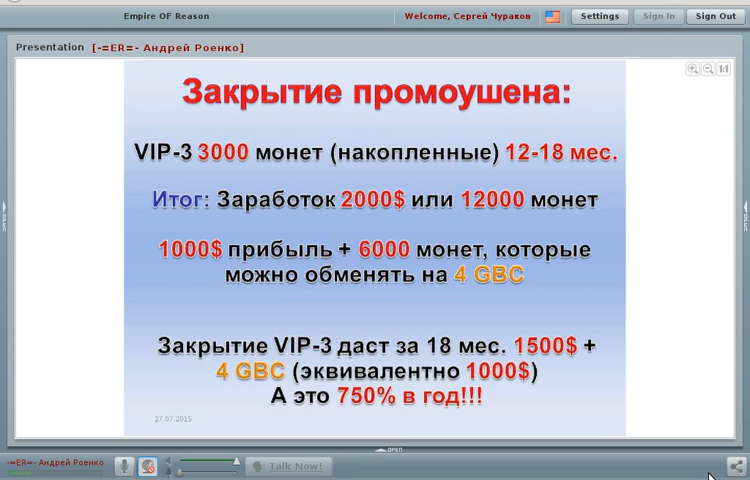 Empire OF Reason
Welcome, Сергей Чураков
Settings
Sign In
Sign Out
Presentation [-=ER=- Андрей Роенко]
1:1
Закрытие промоушена:
VIP-3 3000 монет (накопленные) 12-18 мес.
Итог: Заработок 2000$ или 12000 монет
1000$ прибыль + 6000 монет, которые
можно обменять на 4 GBC
Закрытие VIP-3 даст за 18 мес. 1500$ +
4 GBC (эквивалентно 1000$)
А это 750% в год!!!
27.07.2015
OPEN
-=ER=- Андрей Роенко
Talk Now!